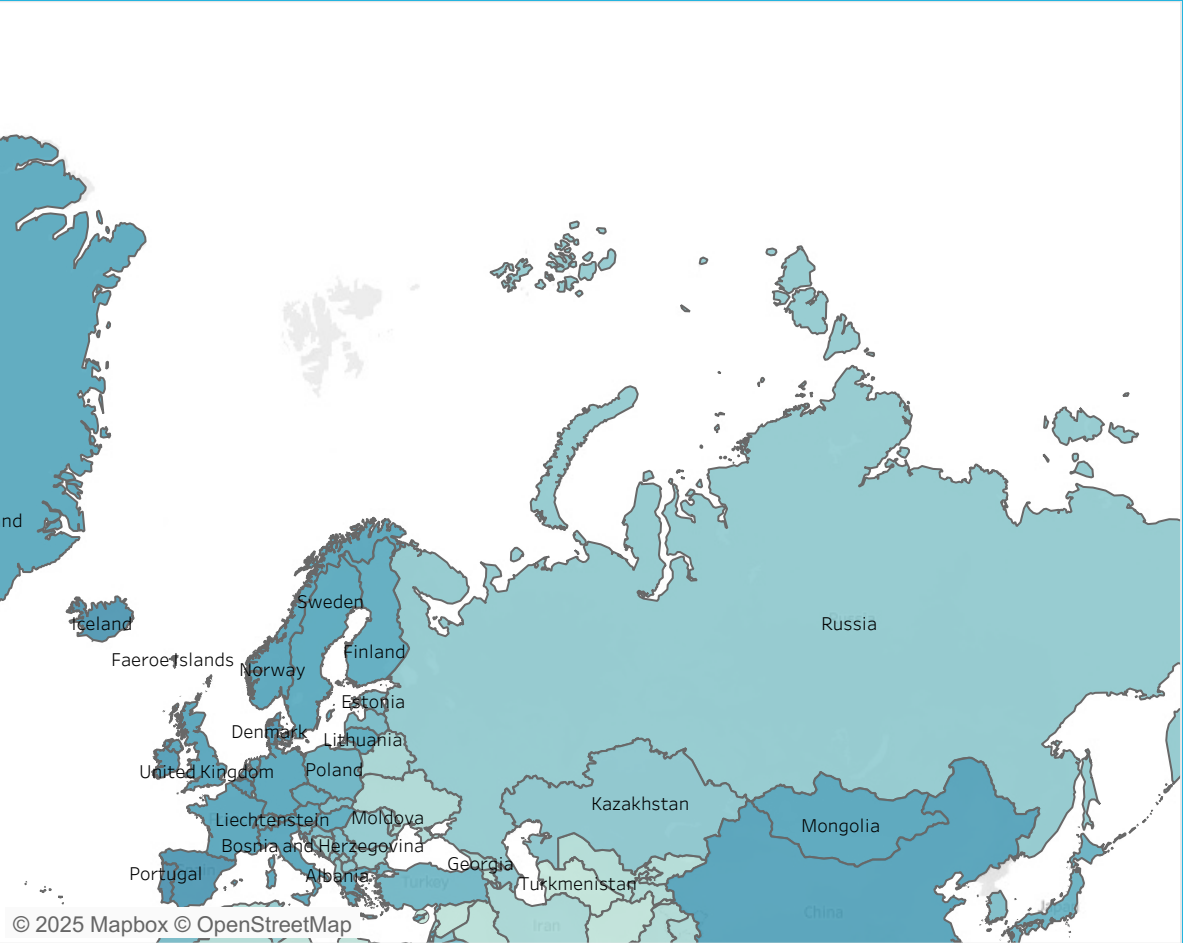 nd
Sweden
Iceland
Russia
Finland
Faeroe Islands
Norway
Estonia
Denmark
Lithuania
United Kingdom
Poland
Kazakhstan
Liechtenstein
Moldova
Mongolia
Bosnia and Herzegovina
Georgia
Portugal
Albania
Turkey
Turkmenistan
China
Iran
© 2025 Mapbox © OpenStreetMap